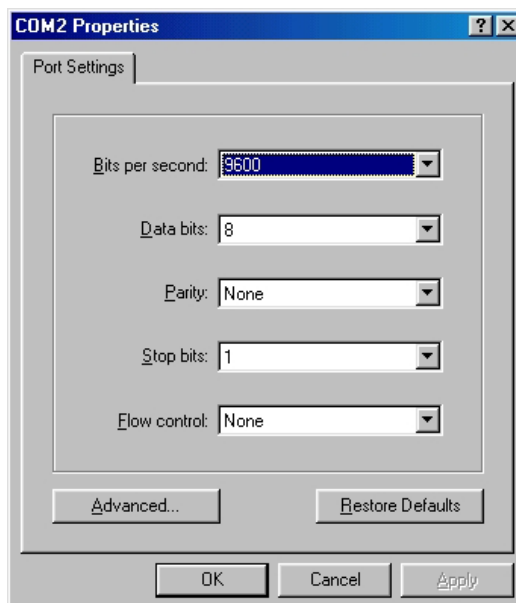 COM2 Properties
Port Settings
Bits per second: 9600
Data bits: 8
Parity: None
Stop bits: 1
Flow control: None
Advanced... Restore Defaults
OK Cancel Apply